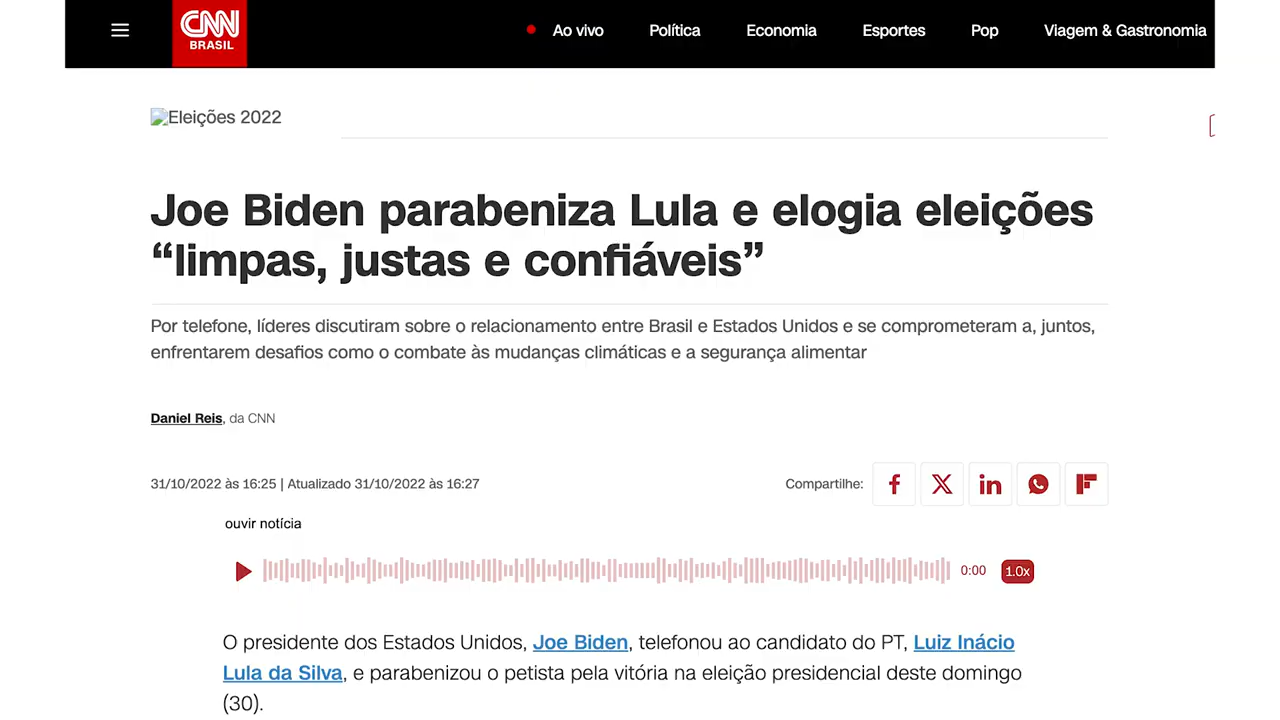 CNN
BRASIL
Ao vivo Política Economia Esportes Pop Viagem & Gastronomia
Eleições 2022
Joe Biden parabeniza Lula e elogia eleições
“limpas, justas e confiáveis”
Por telefone, líderes discutiram sobre o relacionamento entre Brasil e Estados Unidos e se comprometeram a, juntos,
enfrentarem desafios como o combate às mudanças climáticas e a segurança alimentar
Daniel Reis, da CNN
31/10/2022 às 16:25 | Atualizado 31/10/2022 às 16:27 Compartilhe:
ouvir notícia
0:00 1.0x
O presidente dos Estados Unidos, Joe Biden, telefonou ao candidato do PT, Luiz Inácio
Lula da Silva, e parabenizou o petista pela vitória na eleição presidencial deste domingo
(30).